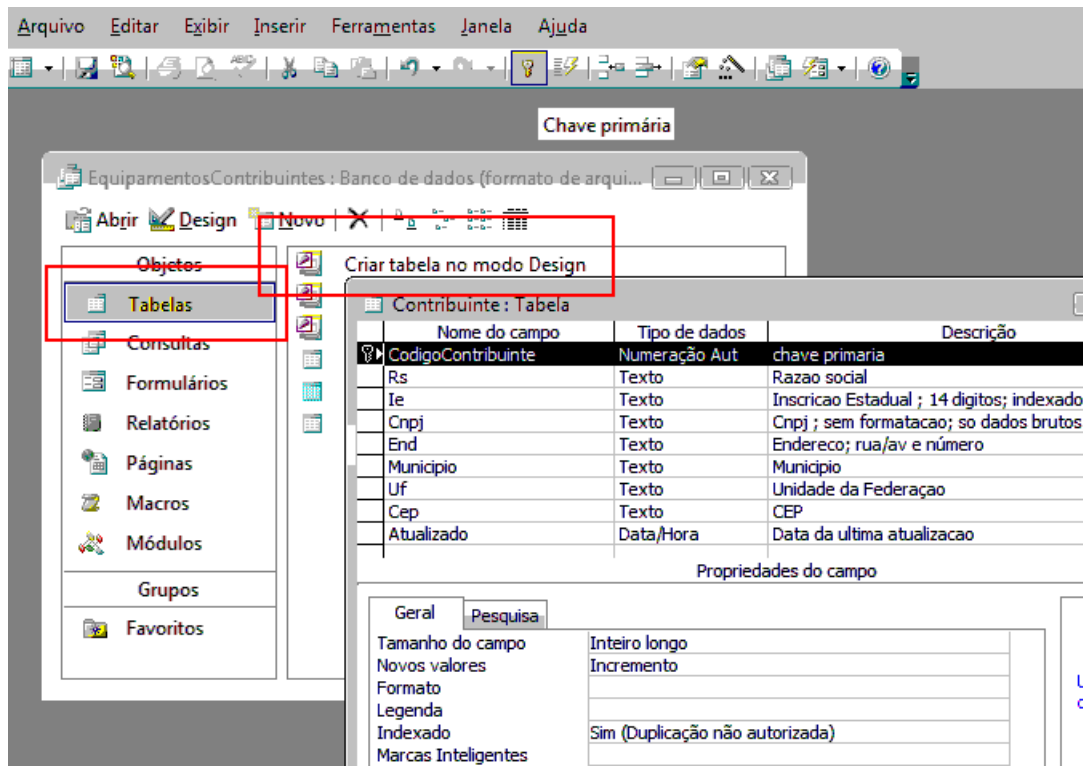 Arquivo Editar Exibir Inserir Ferramentas Janela Ajuda
Chave primária
EquipamentosContribuintes : Banco de dados (formato de arqui...
Abrir Design Novo
Objetos
Tabelas
Consultas
Formulários
Relatórios
Páginas
Macros
Módulos
Grupos
Favoritos
Criar tabela no modo Design
Contribuinte : Tabela
Nome do campo Tipo de dados Descrição
CodigoContribuinte Numeração Aut chave primaria
Rs Texto Razao social
Ie Texto Inscricao Estadual ; 14 digitos; indexado
Cnpj Texto Cnpj ; sem formatacao; so dados brutos
End Texto Endereco; rua/av e número
Municipio Texto Municipio
Uf Texto Unidade da Federaçao
Cep Texto CEP
Atualizado Data/Hora Data da ultima atualizacao
Propriedades do campo
Geral Pesquisa
Tamanho do campo Inteiro longo
Novos valores Incremento
Formato
Legenda
Indexado Sim (Duplicação não autorizada)
Marcas Inteligentes